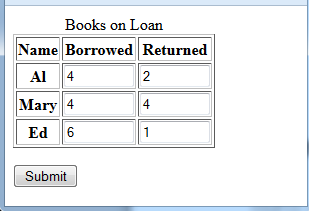 Books on Loan
Name Borrowed Returned
Al 4 2
Mary 4 4
Ed 6 1
Submit